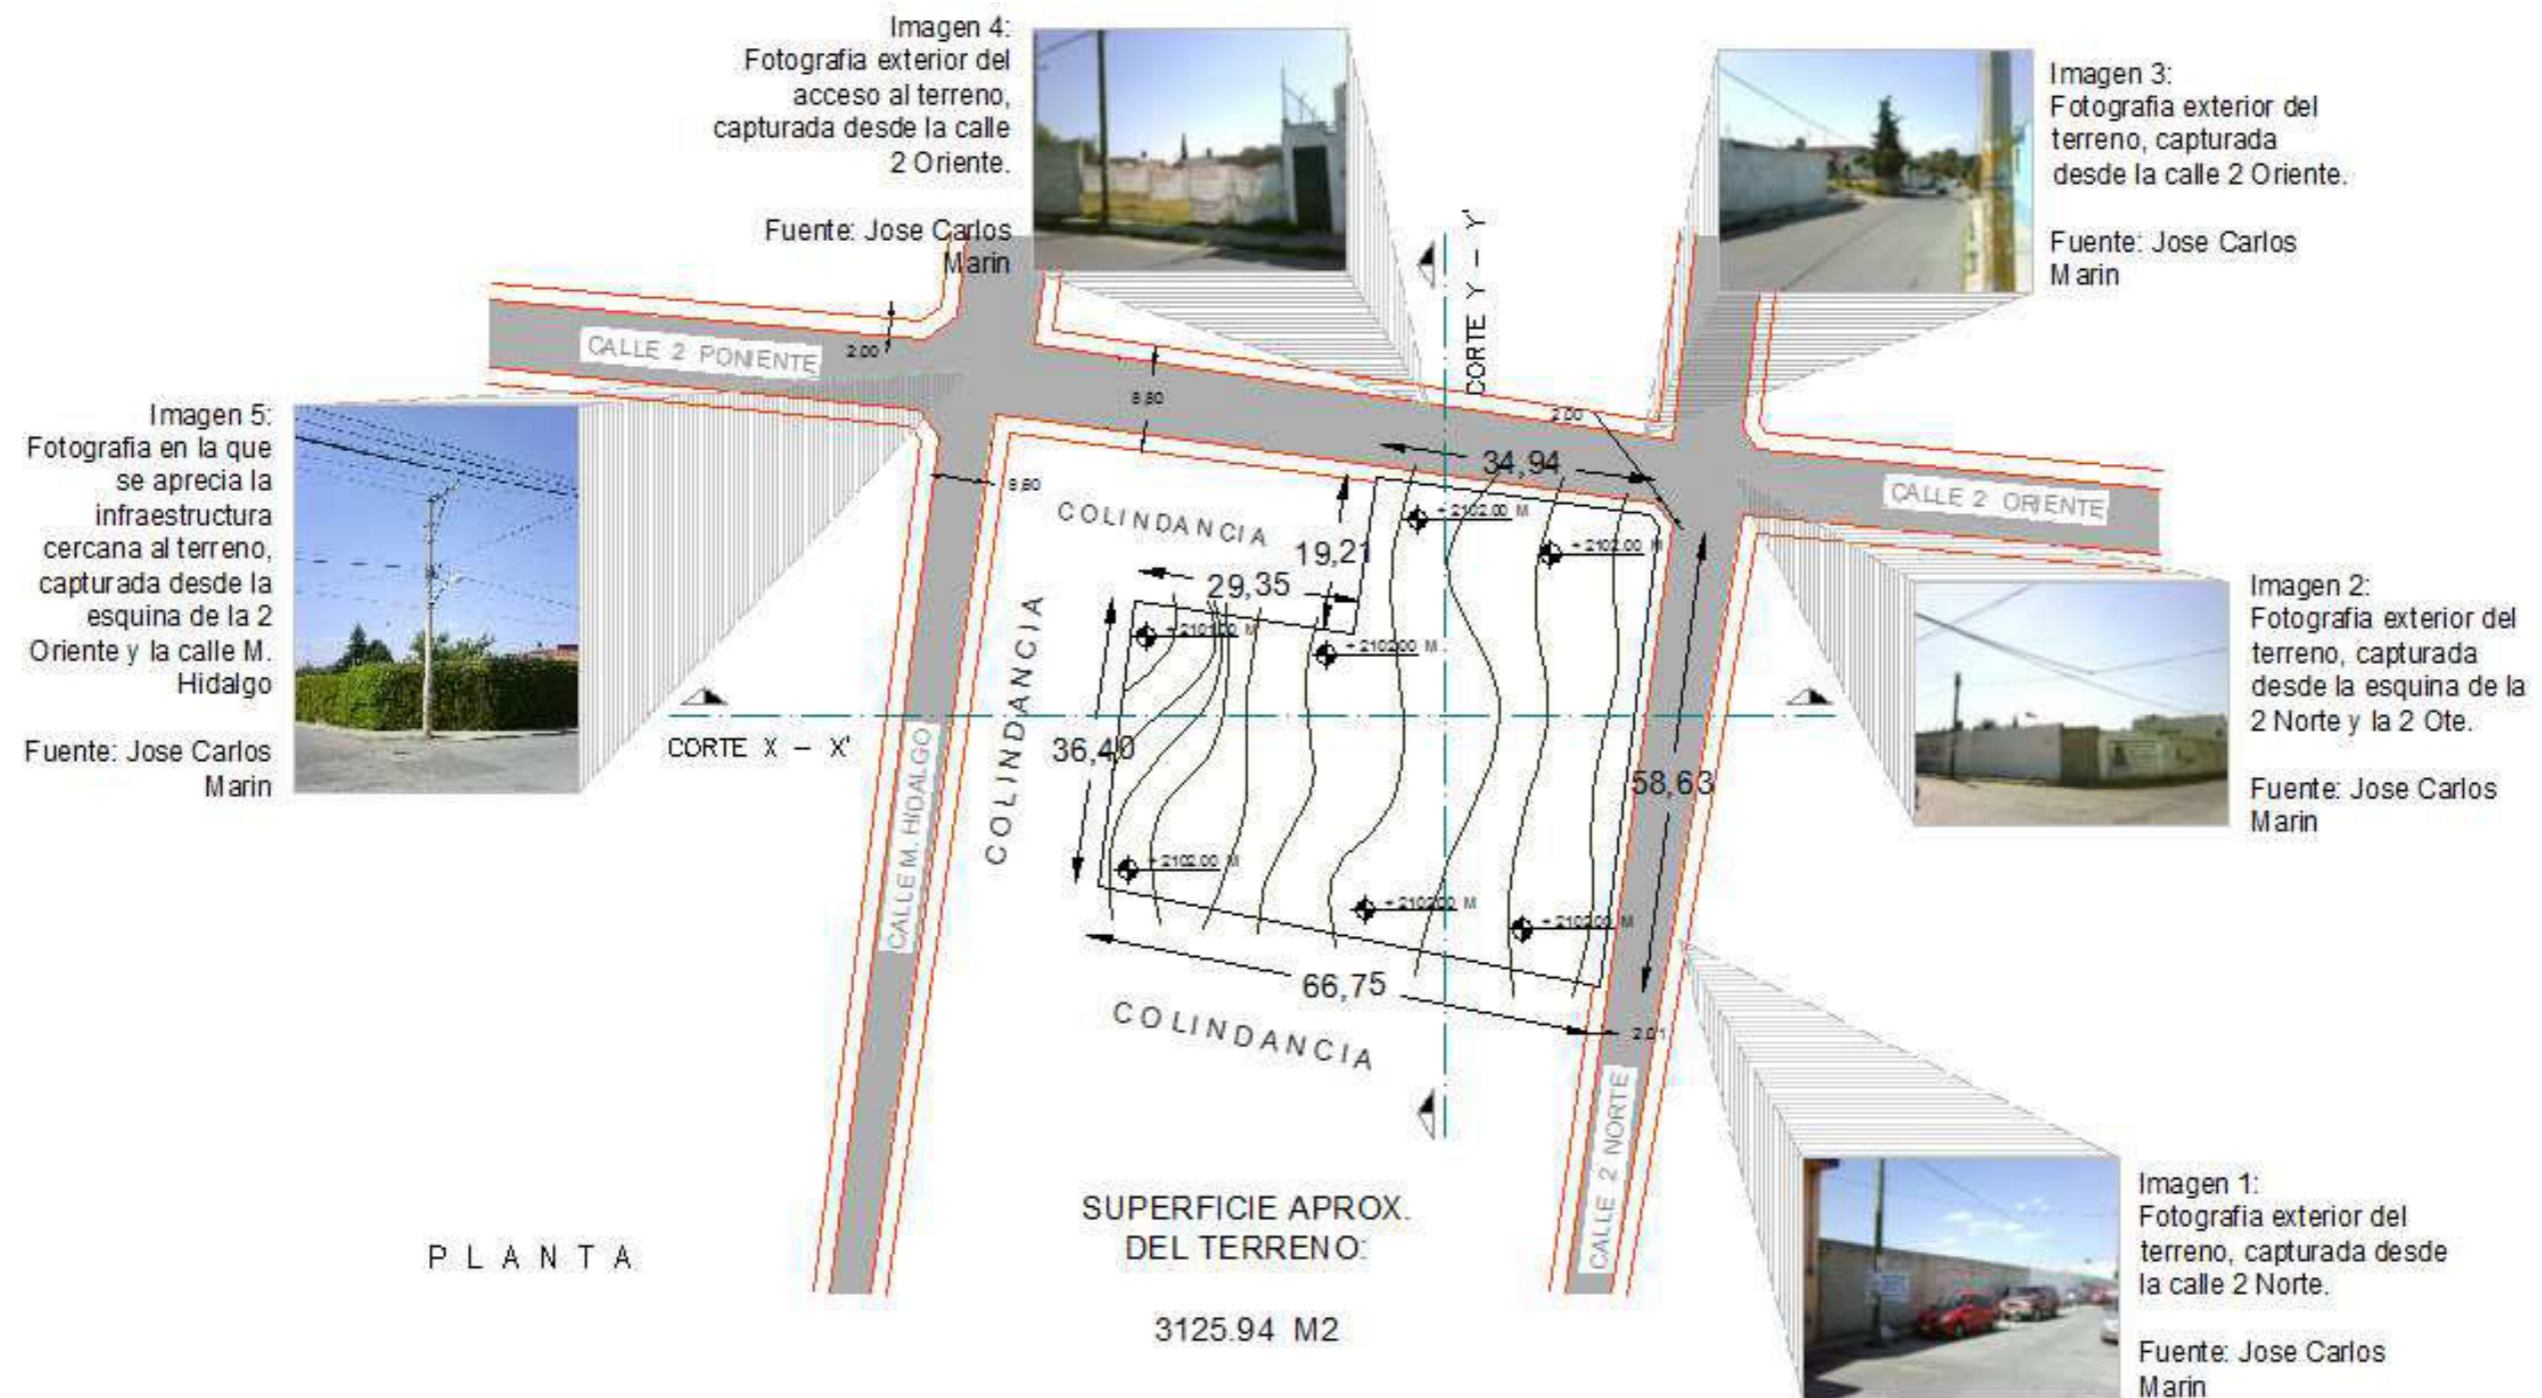 Imagen 4:
Fotografia exterior del
acceso al terreno,
capturada desde la calle
2 Oriente.
Fuente: Jose Carlos
Marin
Imagen 3:
Fotografia exterior del
terreno, capturada
desde la calle 2 Oriente.
Fuente: Jose Carlos
Marin
CORTE Y - Y'
CALLE 2 PONIENTE
2.00
Imagen 5:
Fotografia en la que
se aprecia la
infraestructura
cercana al terreno,
capturada desde la
esquina de la 2
Oriente y la calle M.
Hidalgo
Fuente: Jose Carlos
Marin
2.00
34,94
CALLE 2 ORIENTE
COLINDANCIA
+ 2102.00 M
+ 2102.00 M
19,21
29,35
+ 2102.00 M
COLINDANCIA
Imagen 2:
Fotografia exterior del
terreno, capturada
desde la esquina de la
2 Norte y la 2 Ote.
Fuente: Jose Carlos
Marin
CORTE X - X'
36,40
CALLE M. HIDALGO
58,63
+ 2102.00 M
+ 2102.00 M
+ 2102.00 M
66,75
COLINDANCIA
2.01
CALLE 2 NORTE
SUPERFICIE APROX.
DEL TERRENO:
3125.94 M2
PLANTA
Imagen 1:
Fotografia exterior del
terreno, capturada desde
la calle 2 Norte.
Fuente: Jose Carlos
Marin